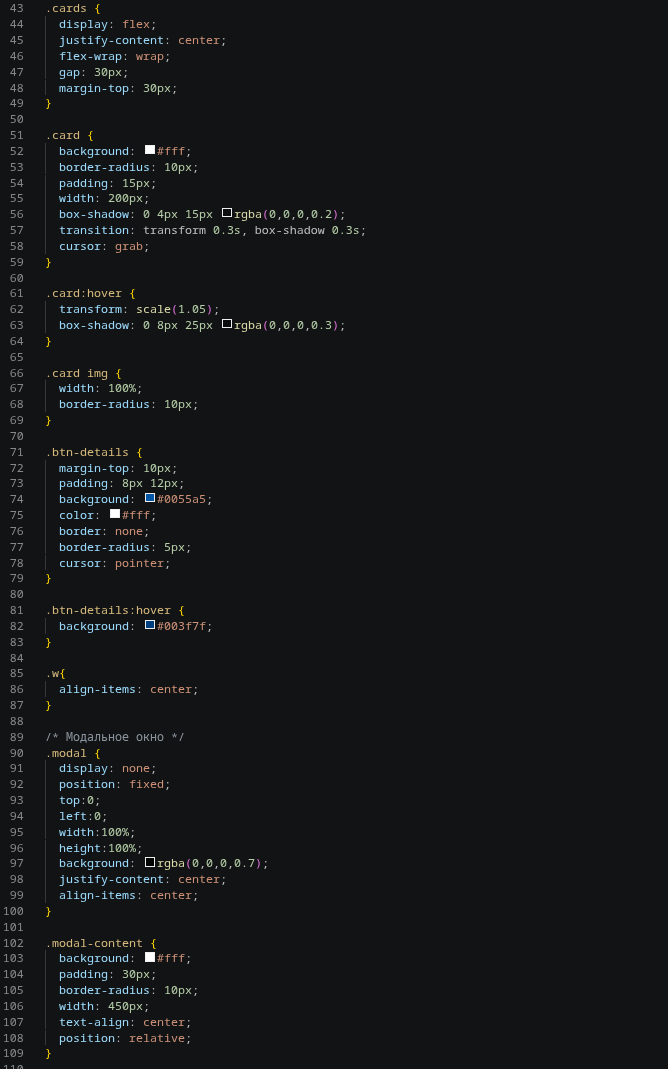 43 .cards {
44 display: flex;
45 justify-content: center;
46 flex-wrap: wrap;
47 gap: 30px;
48 margin-top: 30px;
49 }
50
51 .card {
52 background: #fff;
53 border-radius: 10px;
54 padding: 15px;
55 width: 200px;
56 box-shadow: 0 4px 15px rgba(0,0,0,0.2);
57 transition: transform 0.3s, box-shadow 0.3s;
58 cursor: grab;
59 }
60
61 .card:hover {
62 transform: scale(1.05);
63 box-shadow: 0 8px 25px rgba(0,0,0,0.3);
64 }
65
66 .card img {
67 width: 100%;
68 border-radius: 10px;
69 }
70
71 .btn-details {
72 margin-top: 10px;
73 padding: 8px 12px;
74 background: #0055a5;
75 color: #fff;
76 border: none;
77 border-radius: 5px;
78 cursor: pointer;
79 }
80
81 .btn-details:hover {
82 background: #003f7f;
83 }
84
85 .w{
86 align-items: center;
87 }
88
89 /* Модальное окно */
90 .modal {
91 display: none;
92 position: fixed;
93 top:0;
94 left:0;
95 width:100%;
96 height:100%;
97 background: rgba(0,0,0,0.7);
98 justify-content: center;
99 align-items: center;
100 }
101
102 .modal-content {
103 background: #fff;
104 padding: 30px;
105 border-radius: 10px;
106 width: 450px;
107 text-align: center;
108 position: relative;
109 }
110